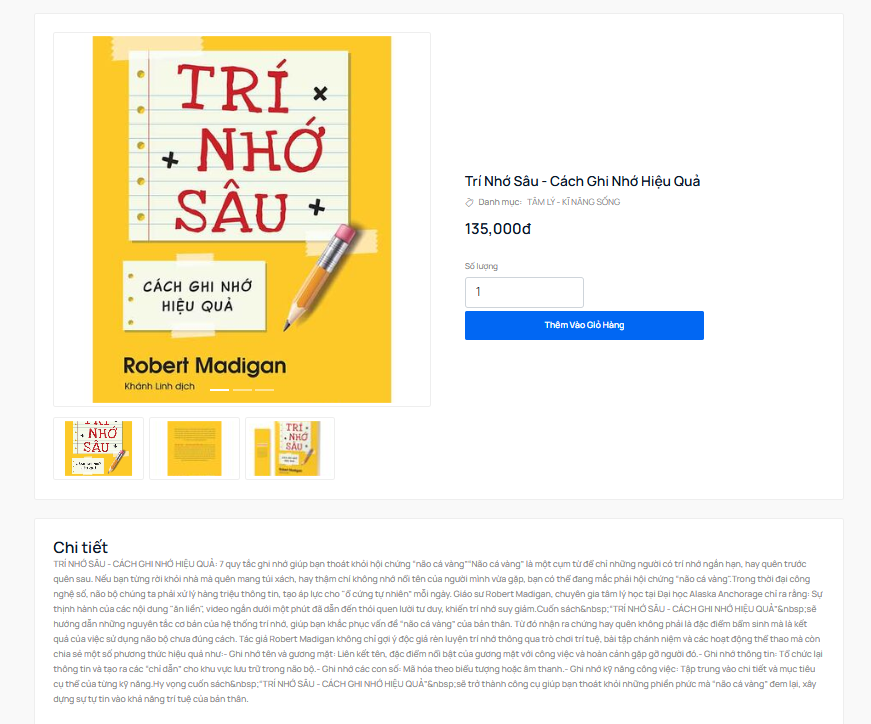 TRÍ
NHỚ
SÂU
CÁCH GHI NHỚ
HIỆU QUẢ
Robert Madigan
Khánh Linh dịch
Trí Nhớ Sâu - Cách Ghi Nhớ Hiệu Quả
Danh mục: TÂM LÝ - KĨ NĂNG SỐNG
135,000đ
Số lượng
1
Thêm Vào Giỏ Hàng
TRÍ
NHỚ
SÂU
TRÍ
NHỚ
SÂU
Chi tiết
TRÍ NHỚ SÂU - CÁCH GHI NHỚ HIỆU QUẢ: 7 quy tắc ghi nhớ giúp bạn thoát khỏi hội chứng “não cá vàng”“Não cá vàng” là một cụm từ để chỉ những người có trí nhớ ngắn hạn, hay quên trước
quên sau. Nếu bạn từng rời khỏi nhà mà quên mang túi xách, hay thậm chí không nhớ nổi tên của người mình vừa gặp, bạn có thể đang mắc phải hội chứng “não cá vàng”.Trong thời đại công
nghệ số, não bộ chúng ta phải xử lý hàng triệu thông tin, tạo áp lực cho "ổ cứng tự nhiên" mỗi ngày. Giáo sư Robert Madigan, chuyên gia tâm lý học tại Đại học Alaska Anchorage chỉ ra rằng: Sự
thịnh hành của các nội dung "ăn liền", video ngắn dưới một phút đã dẫn đến thói quen lười tư duy, khiến trí nhớ suy giảm.Cuốn sách&nbsp;“TRÍ NHỚ SÂU - CÁCH GHI NHỚ HIỆU QUẢ”&nbsp;sẽ
hướng dẫn những nguyên tắc cơ bản của hệ thống trí nhớ, giúp bạn khắc phục vấn đề “não cá vàng” của bản thân. Từ đó nhận ra chứng hay quên không phải là đặc điểm bẩm sinh mà là kết
quả của việc sử dụng não bộ chưa đúng cách. Tác giả Robert Madigan không chỉ gợi ý độc giả rèn luyện trí nhớ thông qua trò chơi trí tuệ, bài tập chánh niệm và các hoạt động thể thao mà còn
chia sẻ một số phương thức hiệu quả như:- Ghi nhớ tên và gương mặt: Liên kết tên, đặc điểm nổi bật của gương mặt với công việc và hoàn cảnh gặp gỡ người đó.- Ghi nhớ thông tin: Tổ chức lại
thông tin và tạo ra các “chỉ dẫn” cho khu vực lưu trữ trong não bộ.- Ghi nhớ các con số: Mã hóa theo biểu tượng hoặc âm thanh.- Ghi nhớ kỹ năng công việc: Tập trung vào chi tiết và mục tiêu
cụ thể của từng kỹ năng.Hy vọng cuốn sách&nbsp;“TRÍ NHỚ SÂU - CÁCH GHI NHỚ HIỆU QUẢ”&nbsp;sẽ trở thành công cụ giúp bạn thoát khỏi những phiền phức mà “não cá vàng” đem lại, xây
dựng sự tự tin vào khả năng trí tuệ của bản thân.